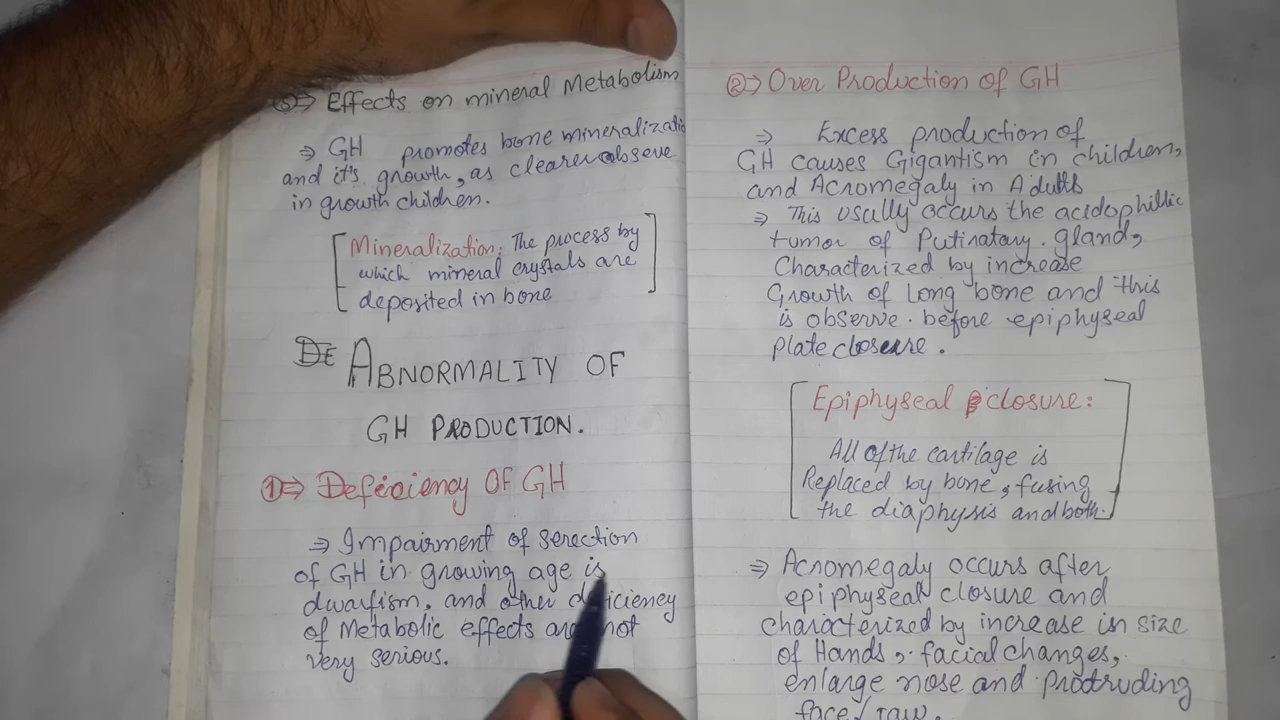 ③⇒ Effects on mineral Metabolism
⇒ GH promotes bone mineralizatio
and it's growth, as clearer observe
in growth children.
[Mineralization: The process by
which mineral crystals are
deposited in bone]
ABNORMALITY OF
GH PRODUCTION.
①⇒ Deficiency OF GH
⇒ Impairment of serection
of GH in growing age is
dwarfism, and other deficiency
of Metabolic effects are not
very serious.
②⇒ Over Production of GH
⇒ Excess production of
GH causes Gigantism in children,
and Acromegaly in Adults
⇒ This usally occurs the acidophillic
tumor of Putinatary gland,
Characterized by increase
Growth of Long bone and this
is observe. before epiphyseal
plate closure.
[Epiphyseal closure:
All of the cartilage is
Replaced by bone, fusing
the diaphysis and both.]
⇒ Acromegaly occurs after
epiphyseal closure and
characterized by increase in size
of Hands, facial changes,
enlarge nose and protruding
face/Jaw.